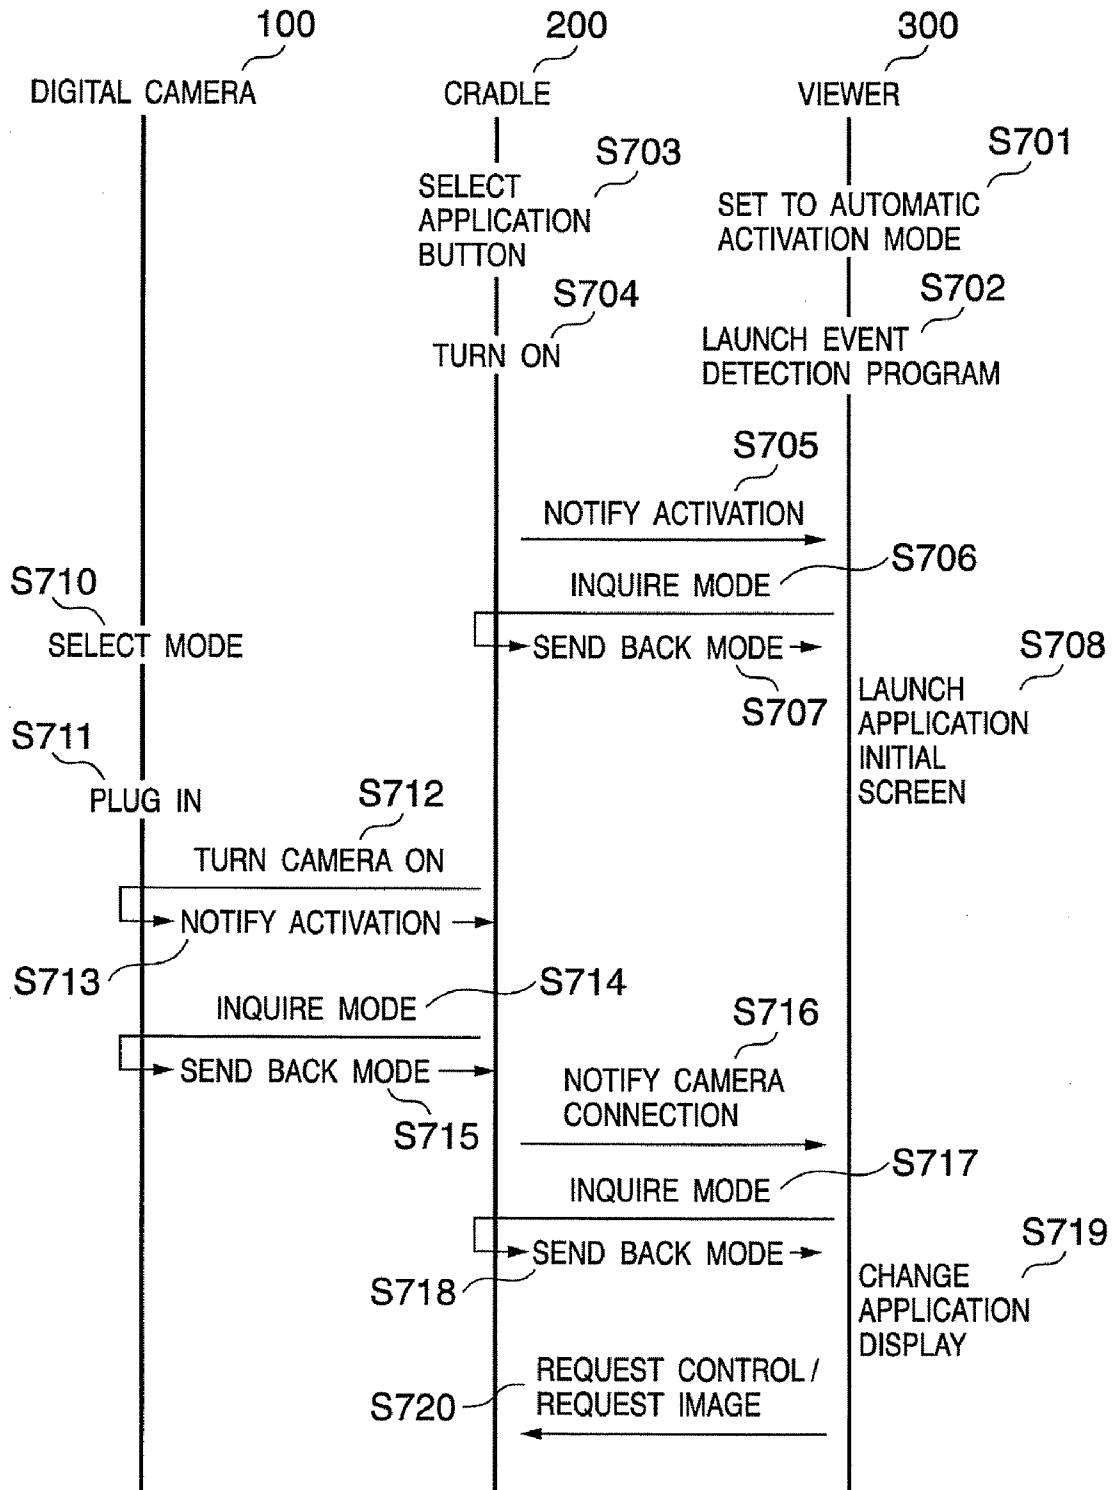 100
200
300
DIGITAL CAMERA
CRADLE
VIEWER
S703
S701
SELECT
APPLICATION
BUTTON
SET TO AUTOMATIC
ACTIVATION MODE
S704
S702
TURN ON
LAUNCH EVENT
DETECTION PROGRAM
S705
NOTIFY ACTIVATION
S706
INQUIRE MODE
S710
SELECT MODE
SEND BACK MODE
S707
S708
LAUNCH
APPLICATION
INITIAL
SCREEN
S711
PLUG IN
S712
TURN CAMERA ON
NOTIFY ACTIVATION
S713
S714
INQUIRE MODE
SEND BACK MODE
S715
S716
NOTIFY CAMERA
CONNECTION
S717
INQUIRE MODE
SEND BACK MODE
S718
S719
CHANGE
APPLICATION
DISPLAY
S720
REQUEST CONTROL/
REQUEST IMAGE